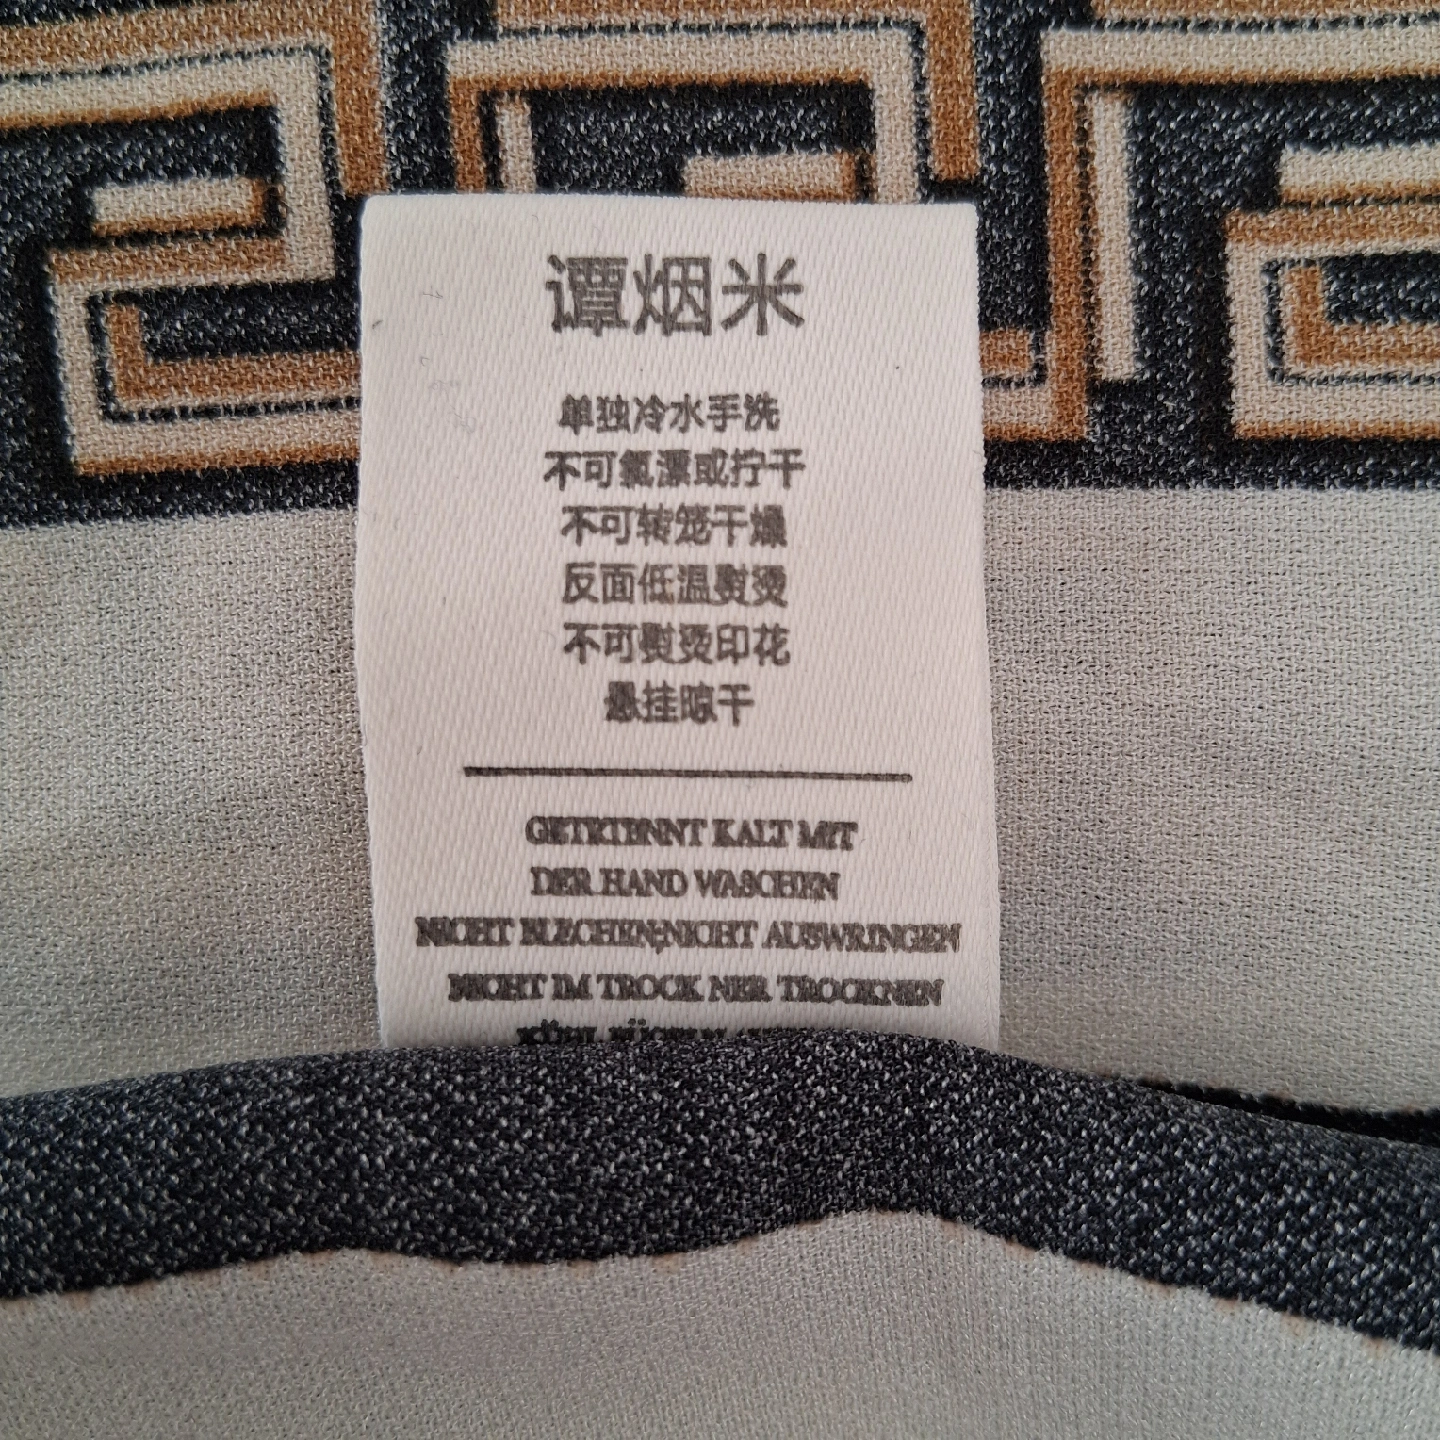 谭烟米
单独冷水手洗
不可氯漂或拧干
不可转笼干燥
反面低温熨烫
不可熨烫印花
悬挂晾干
GETRTBNNT KALT MIT
DER HAND WASCHEN
NICHT BLECHEN;NICHT AUSWRINGEN
NICHT IM TROCK NER TROCKNEN